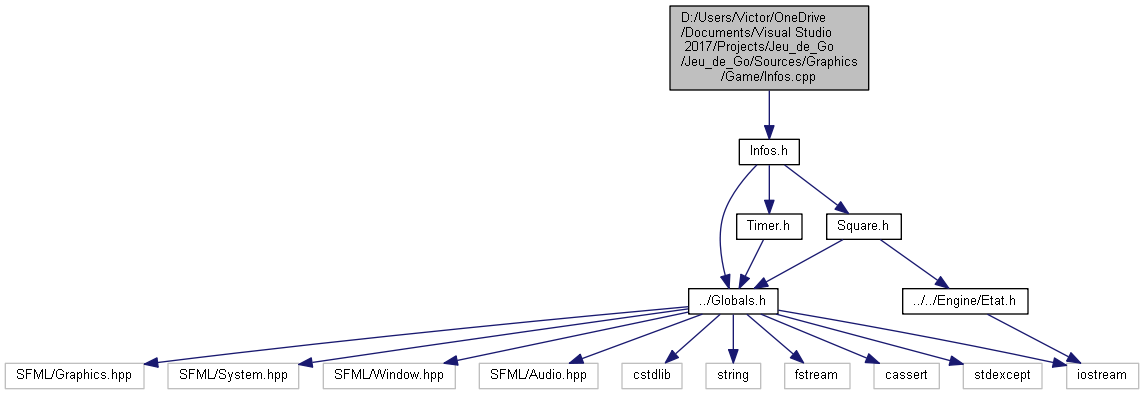 D:/Users/Victor/OneDrive
/Documents/Visual Studio
2017/Projects/Jeu_de_Go
/Jeu_de_Go/Sources/Graphics
/Game/Infos.cpp
Infos.h
Timer.h
Square.h
../Globals.h
../../Engine/Etat.h
SFML/Graphics.hpp
SFML/System.hpp
SFML/Window.hpp
SFML/Audio.hpp
cstdlib
string
fstream
cassert
stdexcept
iostream